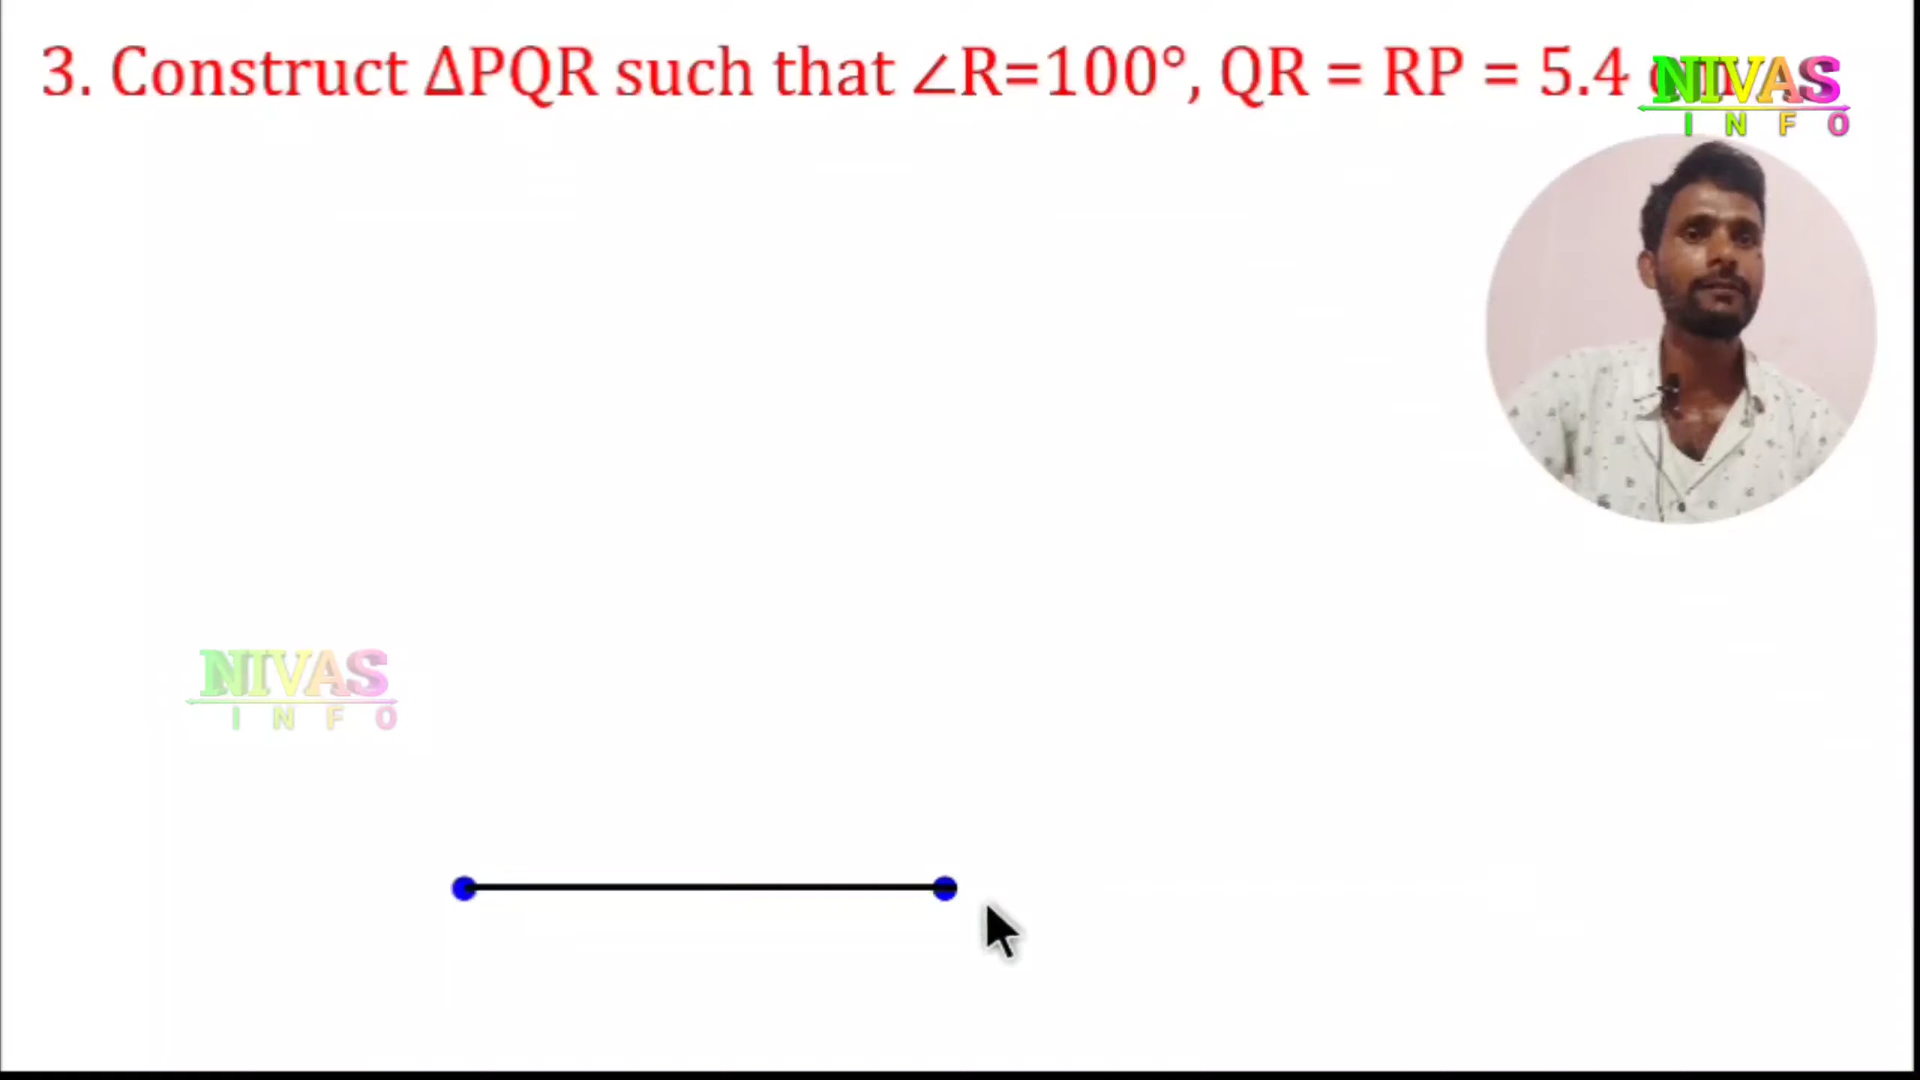 3. Construct ΔPQR such that ∠R=100°, QR = RP = 5.4
NIVAS
INFO
NIVAS
INFO